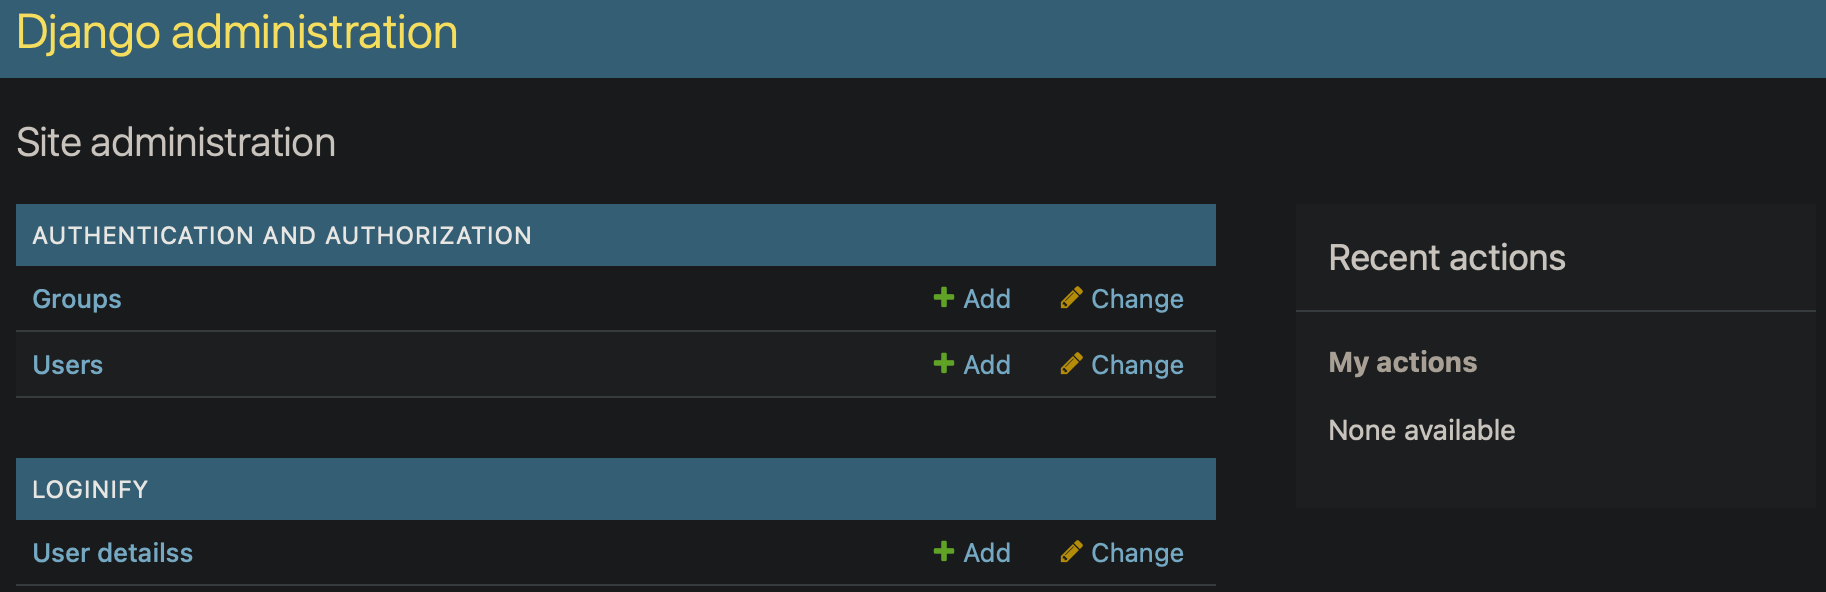 Django administration
Site administration
AUTHENTICATION AND AUTHORIZATION
Groups Add Change
Users Add Change
LOGINIFY
User detailss Add Change
Recent actions
My actions
None available